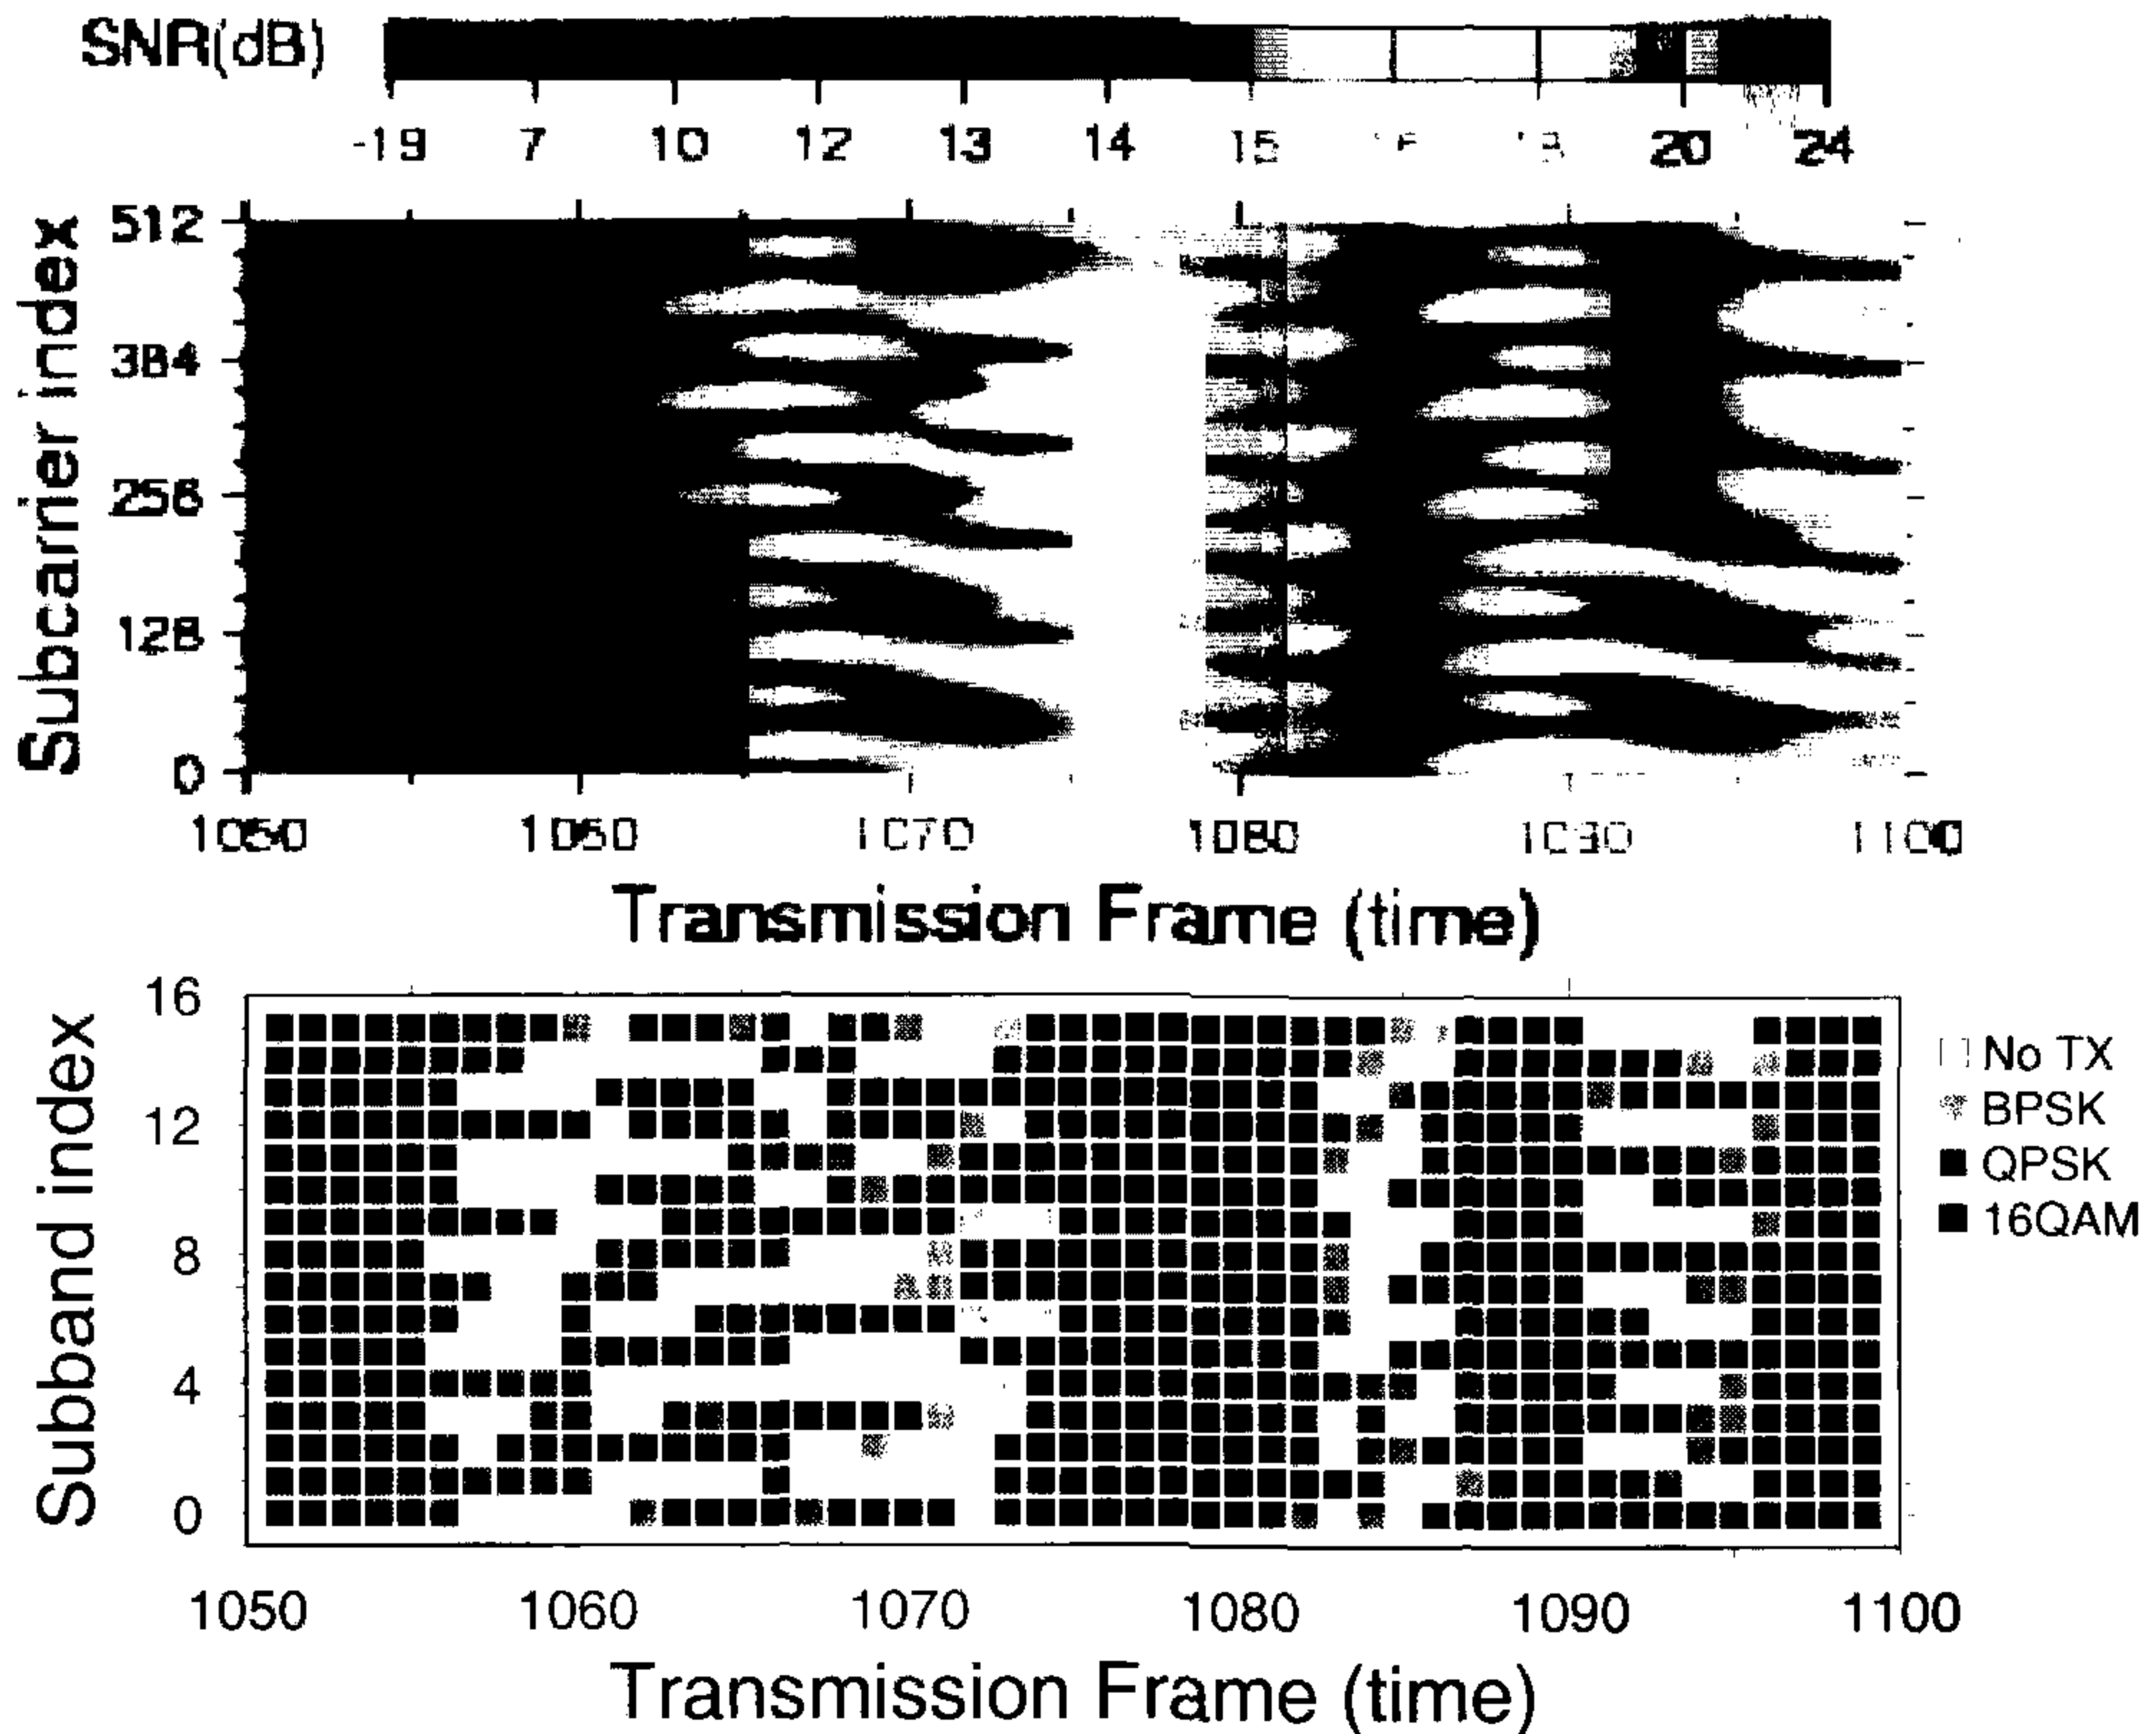 SNR(dB)
-19 7 10 12 13 14 15 20 24
Subcarrier index
512
384
256
128
0
1050 1060 1070 1080 1090 1100
Transmission Frame (time)
Subband index
16
12
8
4
0
No TX
BPSK
QPSK
16QAM
1050 1060 1070 1080 1090 1100
Transmission Frame (time)